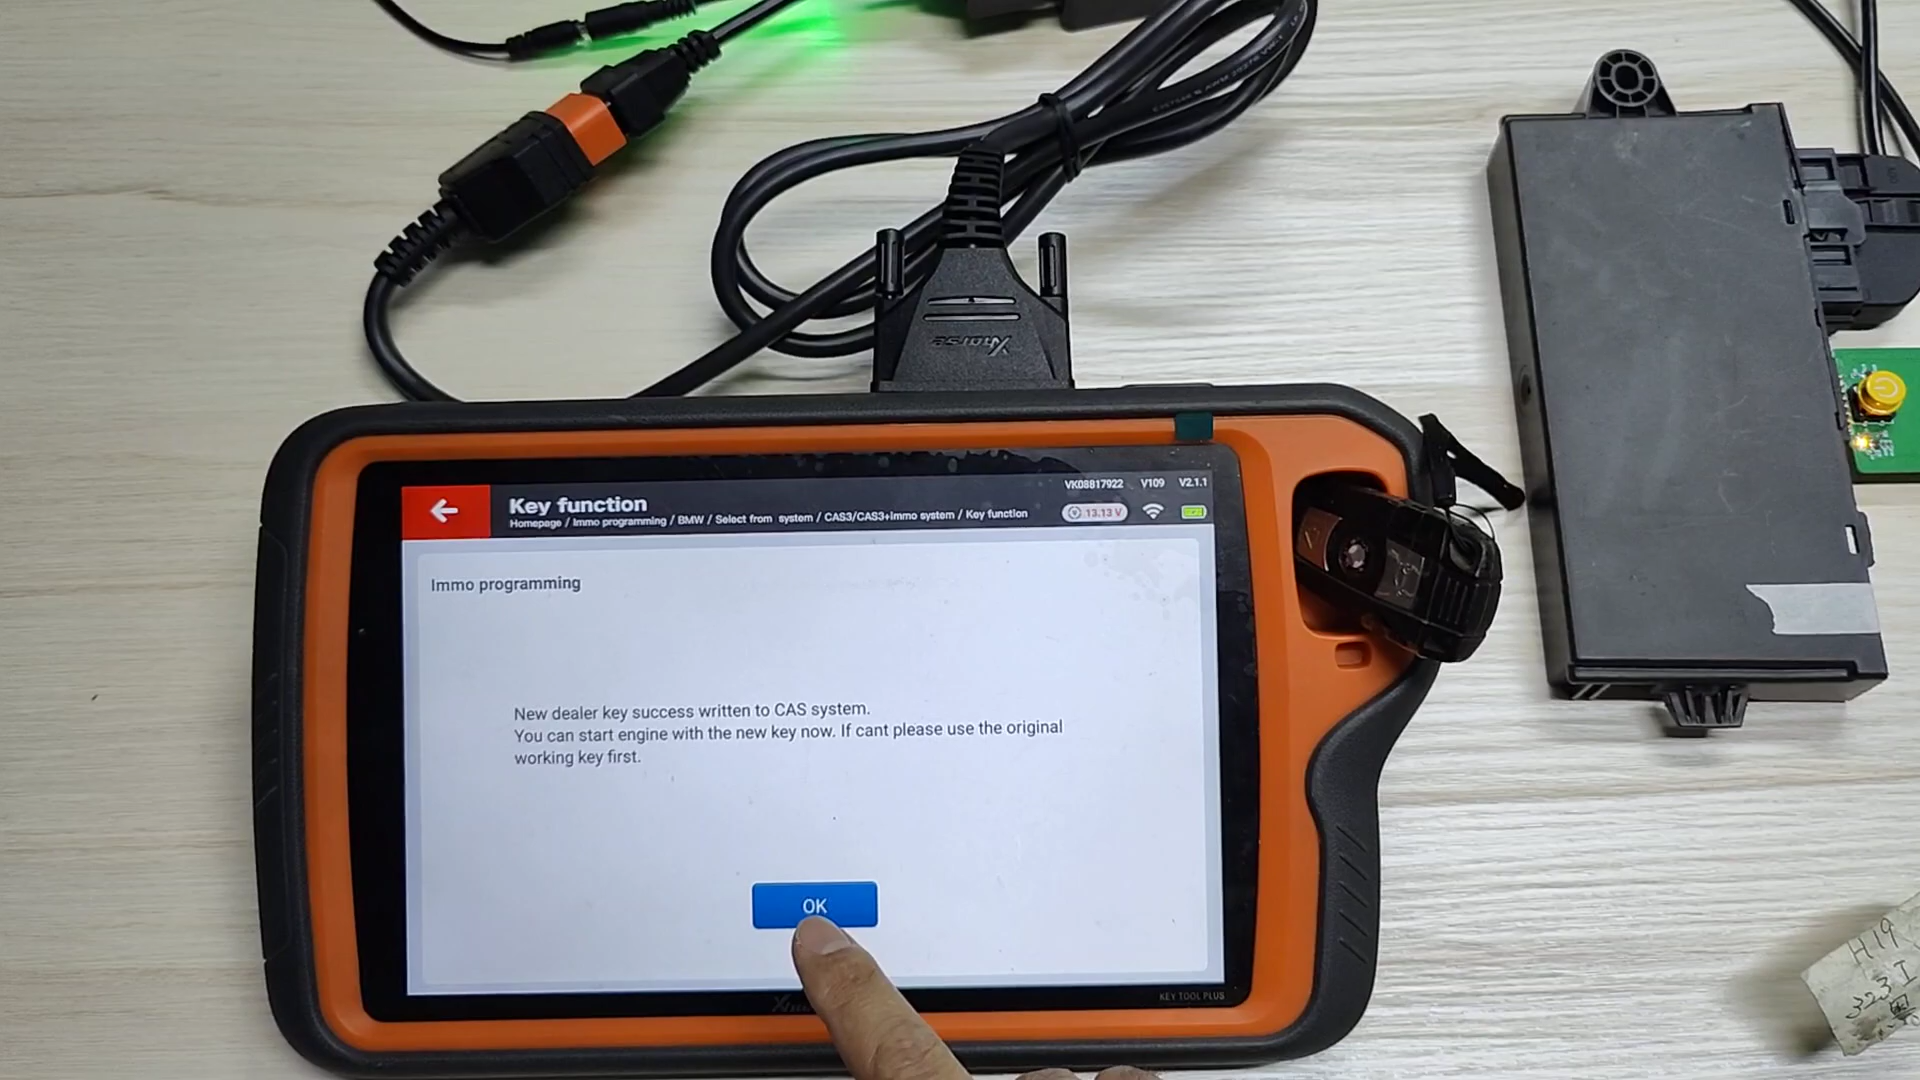 Xtorse
VK08817922 V109 V2.1.1
Key function
Homepage / Immo programming / BMW / Select from system / CAS3/CAS3+immo system / Key function
13.13 V
Immo programming
New dealer key success written to CAS system.
You can start engine with the new key now. If cant please use the original
working key first.
OK
KEY TOOL PLUS
H19
323I